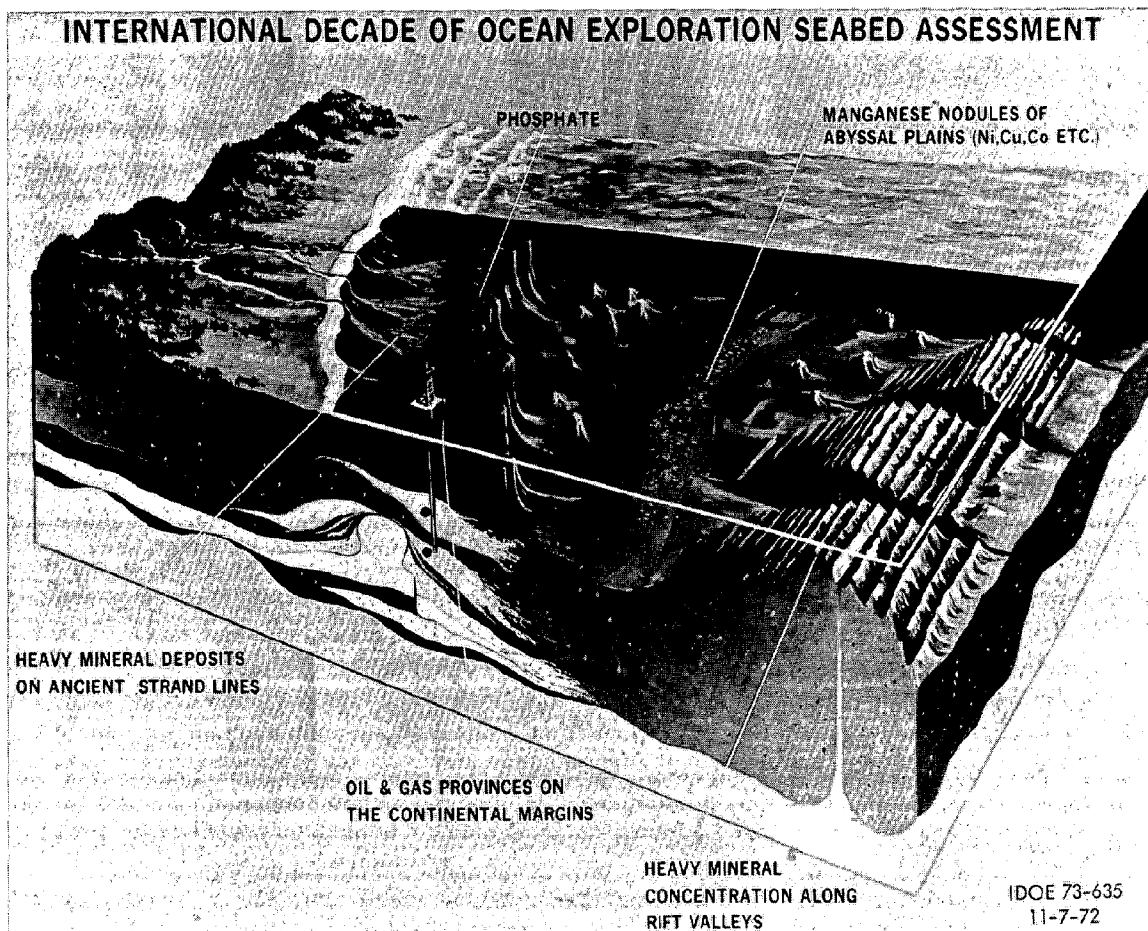 INTERNATIONAL DECADE OF OCEAN EXPLORATION SEABED ASSESSMENT
PHOSPHATE
MANGANESE NODULES OF
ABYSSAL PLAINS (Ni,Cu,Co ETC.)
HEAVY MINERAL DEPOSITS
ON ANCIENT STRAND LINES
OIL & GAS PROVINCES ON
THE CONTINENTAL MARGINS
HEAVY MINERAL
CONCENTRATION ALONG
RIFT VALLEYS
IDOE 73-635
11-7-72